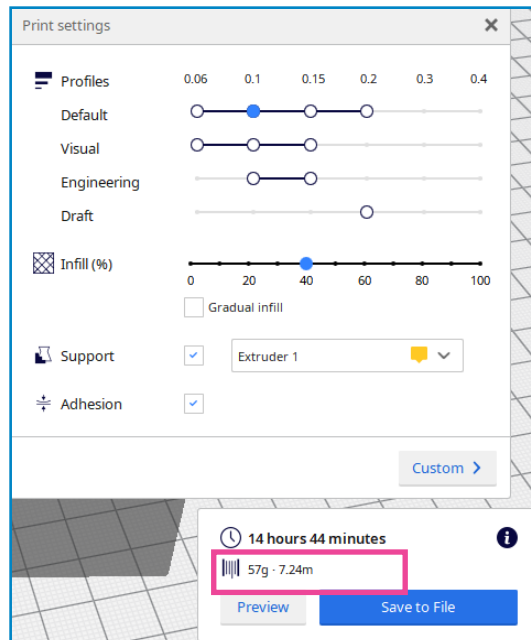 Print settings
Profiles 0.06 0.1 0.15 0.2 0.3 0.4
Default
Visual
Engineering
Draft
Infill (%)
0 20 40 60 80 100
Gradual infill
Support Extruder 1
Adhesion
Custom
14 hours 44 minutes
57g · 7.24m
Preview Save to File